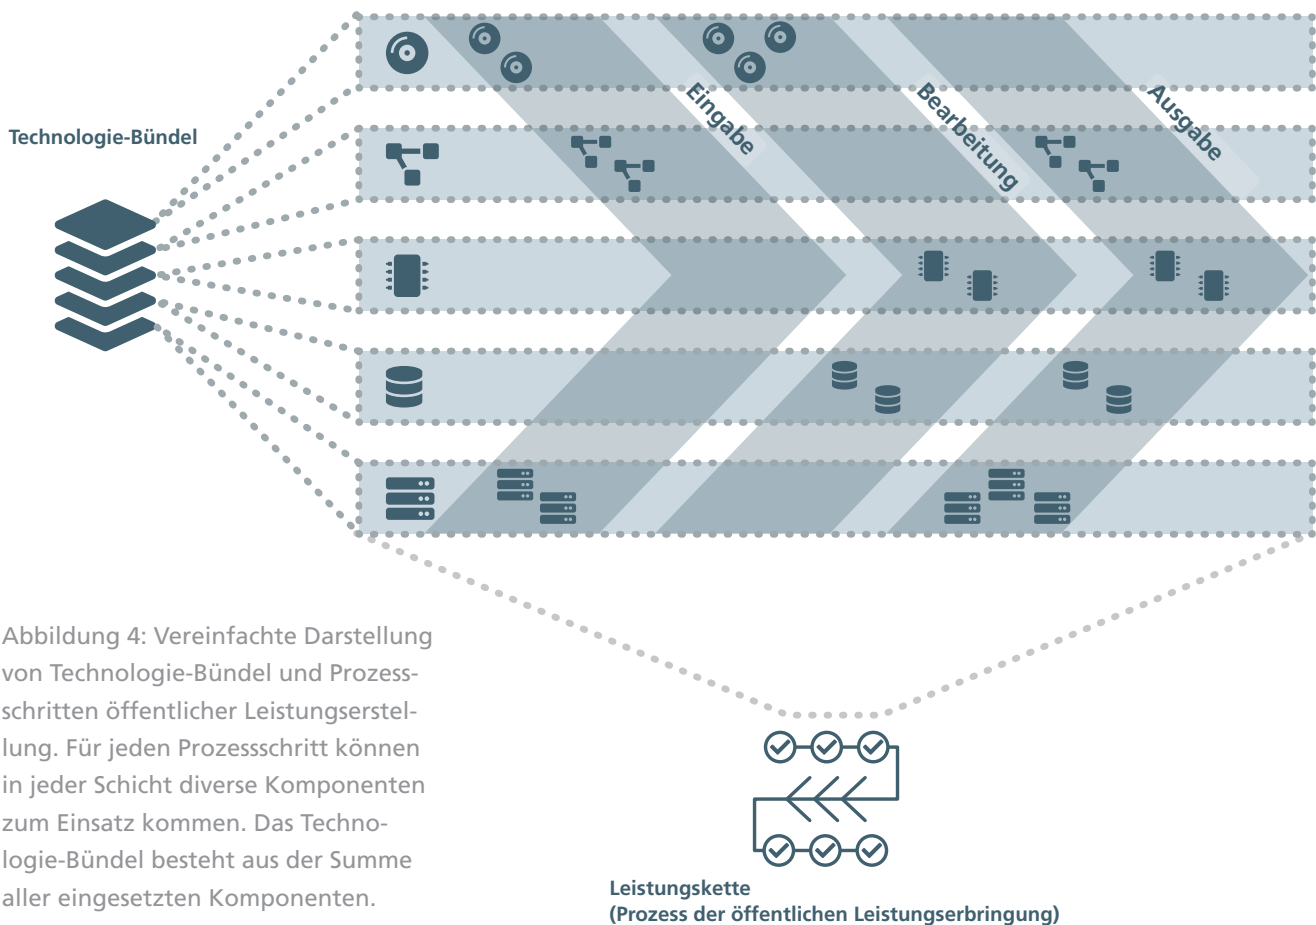 Technologie-Bündel
Eingabe
Bearbeitung
Ausgabe
Abbildung 4: Vereinfachte Darstellung
von Technologie-Bündel und Prozess-
schritten öffentlicher Leistungserstel-
lung. Für jeden Prozessschritt können
in jeder Schicht diverse Komponenten
zum Einsatz kommen. Das Techno-
logie-Bündel besteht aus der Summe
aller eingesetzten Komponenten.
Leistungskette
(Prozess der öffentlichen Leistungserbringung)